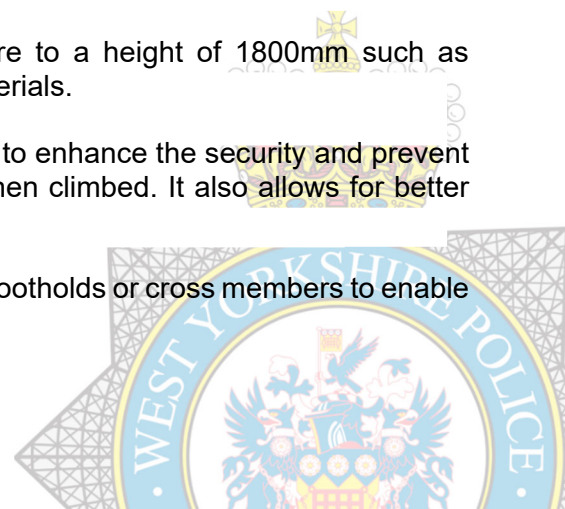 re to a height of 1800mm such as
erials.
to enhance the security and prevent
hen climbed. It also allows for better
ootholds or cross members to enable
WEST YORKSHIRE POLICE